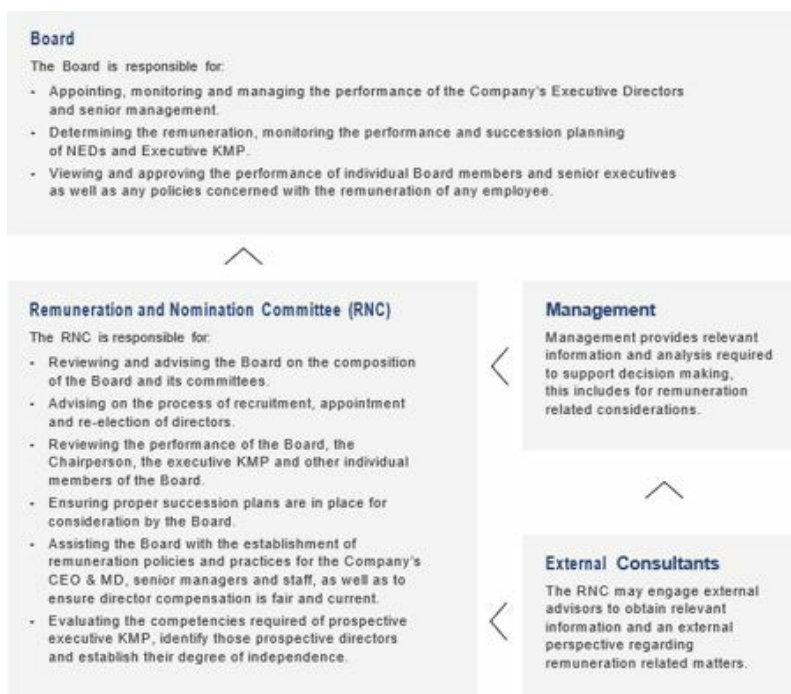 Board
The Board is responsible for:
- Appointing, monitoring and managing the performance of the Company's Executive Directors
and senior management.
- Determining the remuneration, monitoring the performance and succession planning
of NEDs and Executive KMP.
- Viewing and approving the performance of individual Board members and senior executives
as well as any policies concerned with the remuneration of any employee.
Remuneration and Nomination Committee (RNC)
The RNC is responsible for:
- Reviewing and advising the Board on the composition
of the Board and its committees.
- Advising on the process of recruitment, appointment
and re-election of directors.
- Reviewing the performance of the Board, the
Chairperson, the executive KMP and other individual
members of the Board.
- Ensuring proper succession plans are in place for
consideration by the Board.
- Assisting the Board with the establishment of
remuneration policies and practices for the Company's
CEO & MD, senior managers and staff, as well as to
ensure director compensation is fair and current.
- Evaluating the competencies required of prospective
executive KMP, identify those prospective directors
and establish their degree of independence.
Management
Management provides relevant
information and analysis required
to support decision making,
this includes for remuneration
related considerations.
External Consultants
The RNC may engage external
advisors to obtain relevant
information and an external
perspective regarding
remuneration related matters.